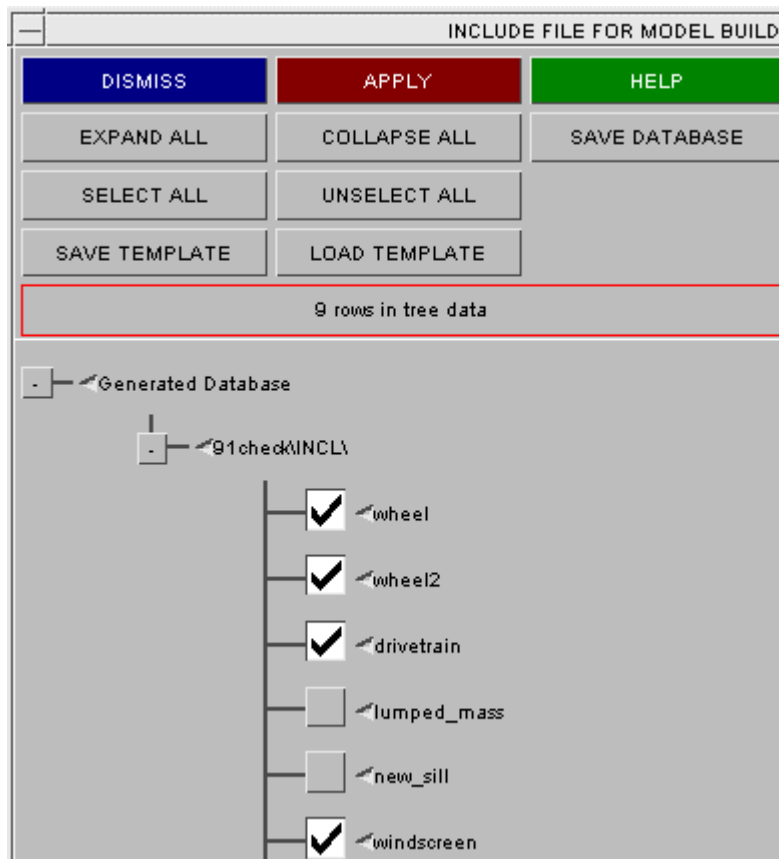 INCLUDE FILE FOR MODEL BUILD
DISMISS APPLY HELP
EXPAND ALL COLLAPSE ALL SAVE DATABASE
SELECT ALL UNSELECT ALL
SAVE TEMPLATE LOAD TEMPLATE
9 rows in tree data
- Generated Database
- 91check\INCL\
wheel
wheel2
drivetrain
lumped_mass
new_sill
windscreen